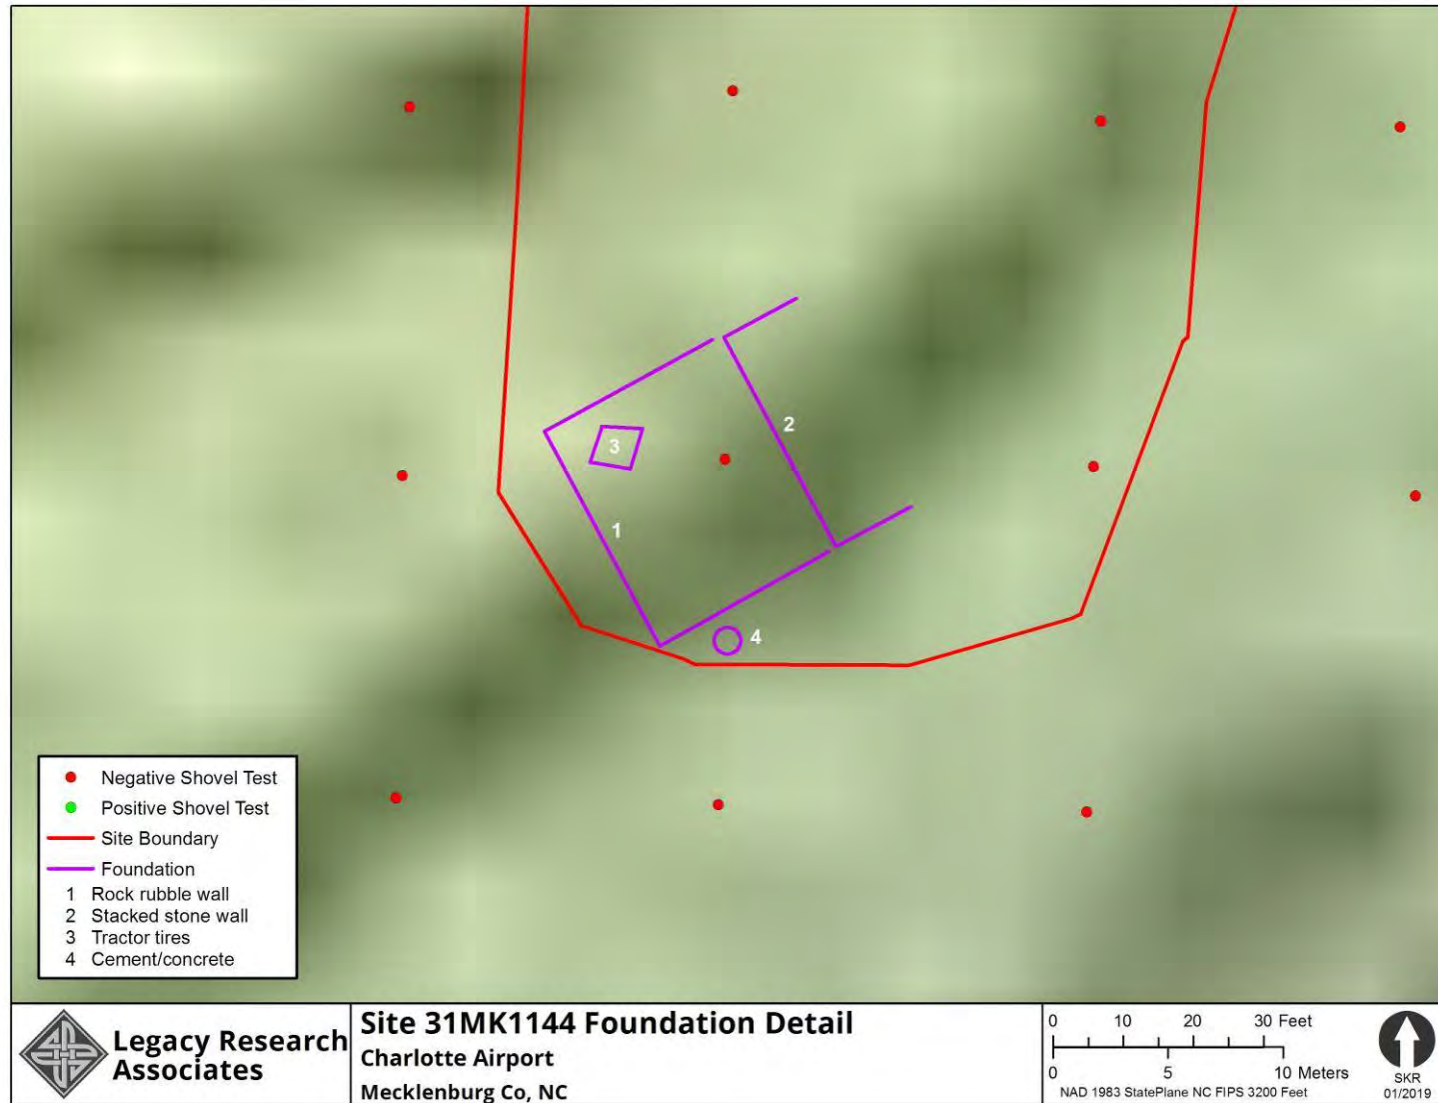 2
3
1
4
Negative Shovel Test
Positive Shovel Test
Site Boundary
Foundation
1 Rock rubble wall
2 Stacked stone wall
3 Tractor tires
4 Cement/concrete
Legacy Research
Associates
Site 31MK1144 Foundation Detail
Charlotte Airport
Mecklenburg Co, NC
0 10 20 30 Feet
0 5 10 Meters
NAD 1983 StatePlane NC FIPS 3200 Feet
SKR
01/2019